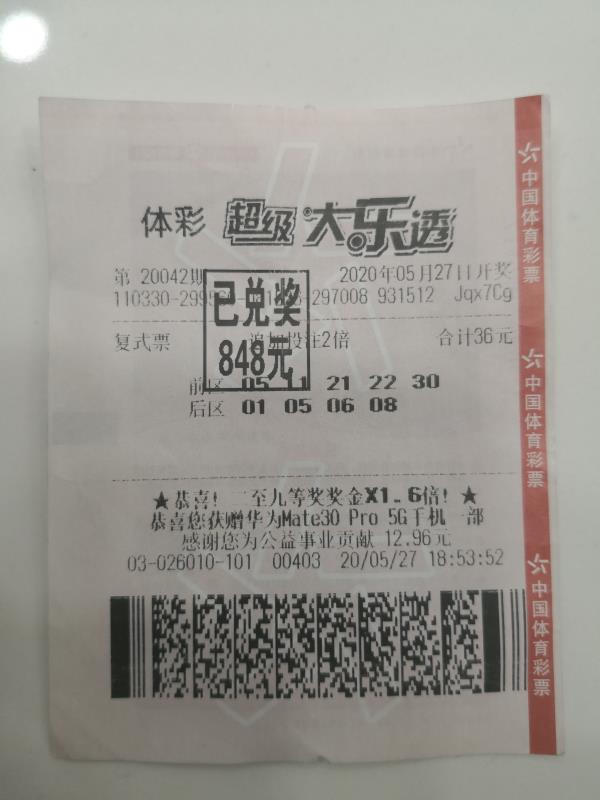 体彩 超级大乐透
第 20042期 2020年05月27日开奖
297008 931512 Jqx7Cg
已兑奖
848元
复式票 追加投注2倍 合计36元
前区 05 11 21 22 30
后区 01 05 06 08
★恭喜!二至九等奖奖金X1.6倍!★
恭喜您获赠华为Mate30 Pro 5G手机一部
感谢您为公益事业贡献 12.96元
03-026010-101 00403 20/05/27 18:53:52
中国体育彩票
中国体育彩票
中国体育彩票